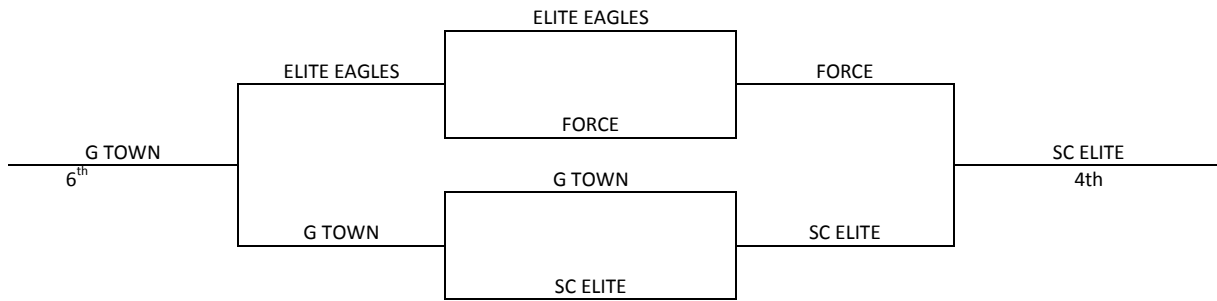 ELITE EAGLES
ELITE EAGLES
FORCE
FORCE
G TOWN
6th
SC ELITE
4th
G TOWN
G TOWN
SC ELITE
SC ELITE